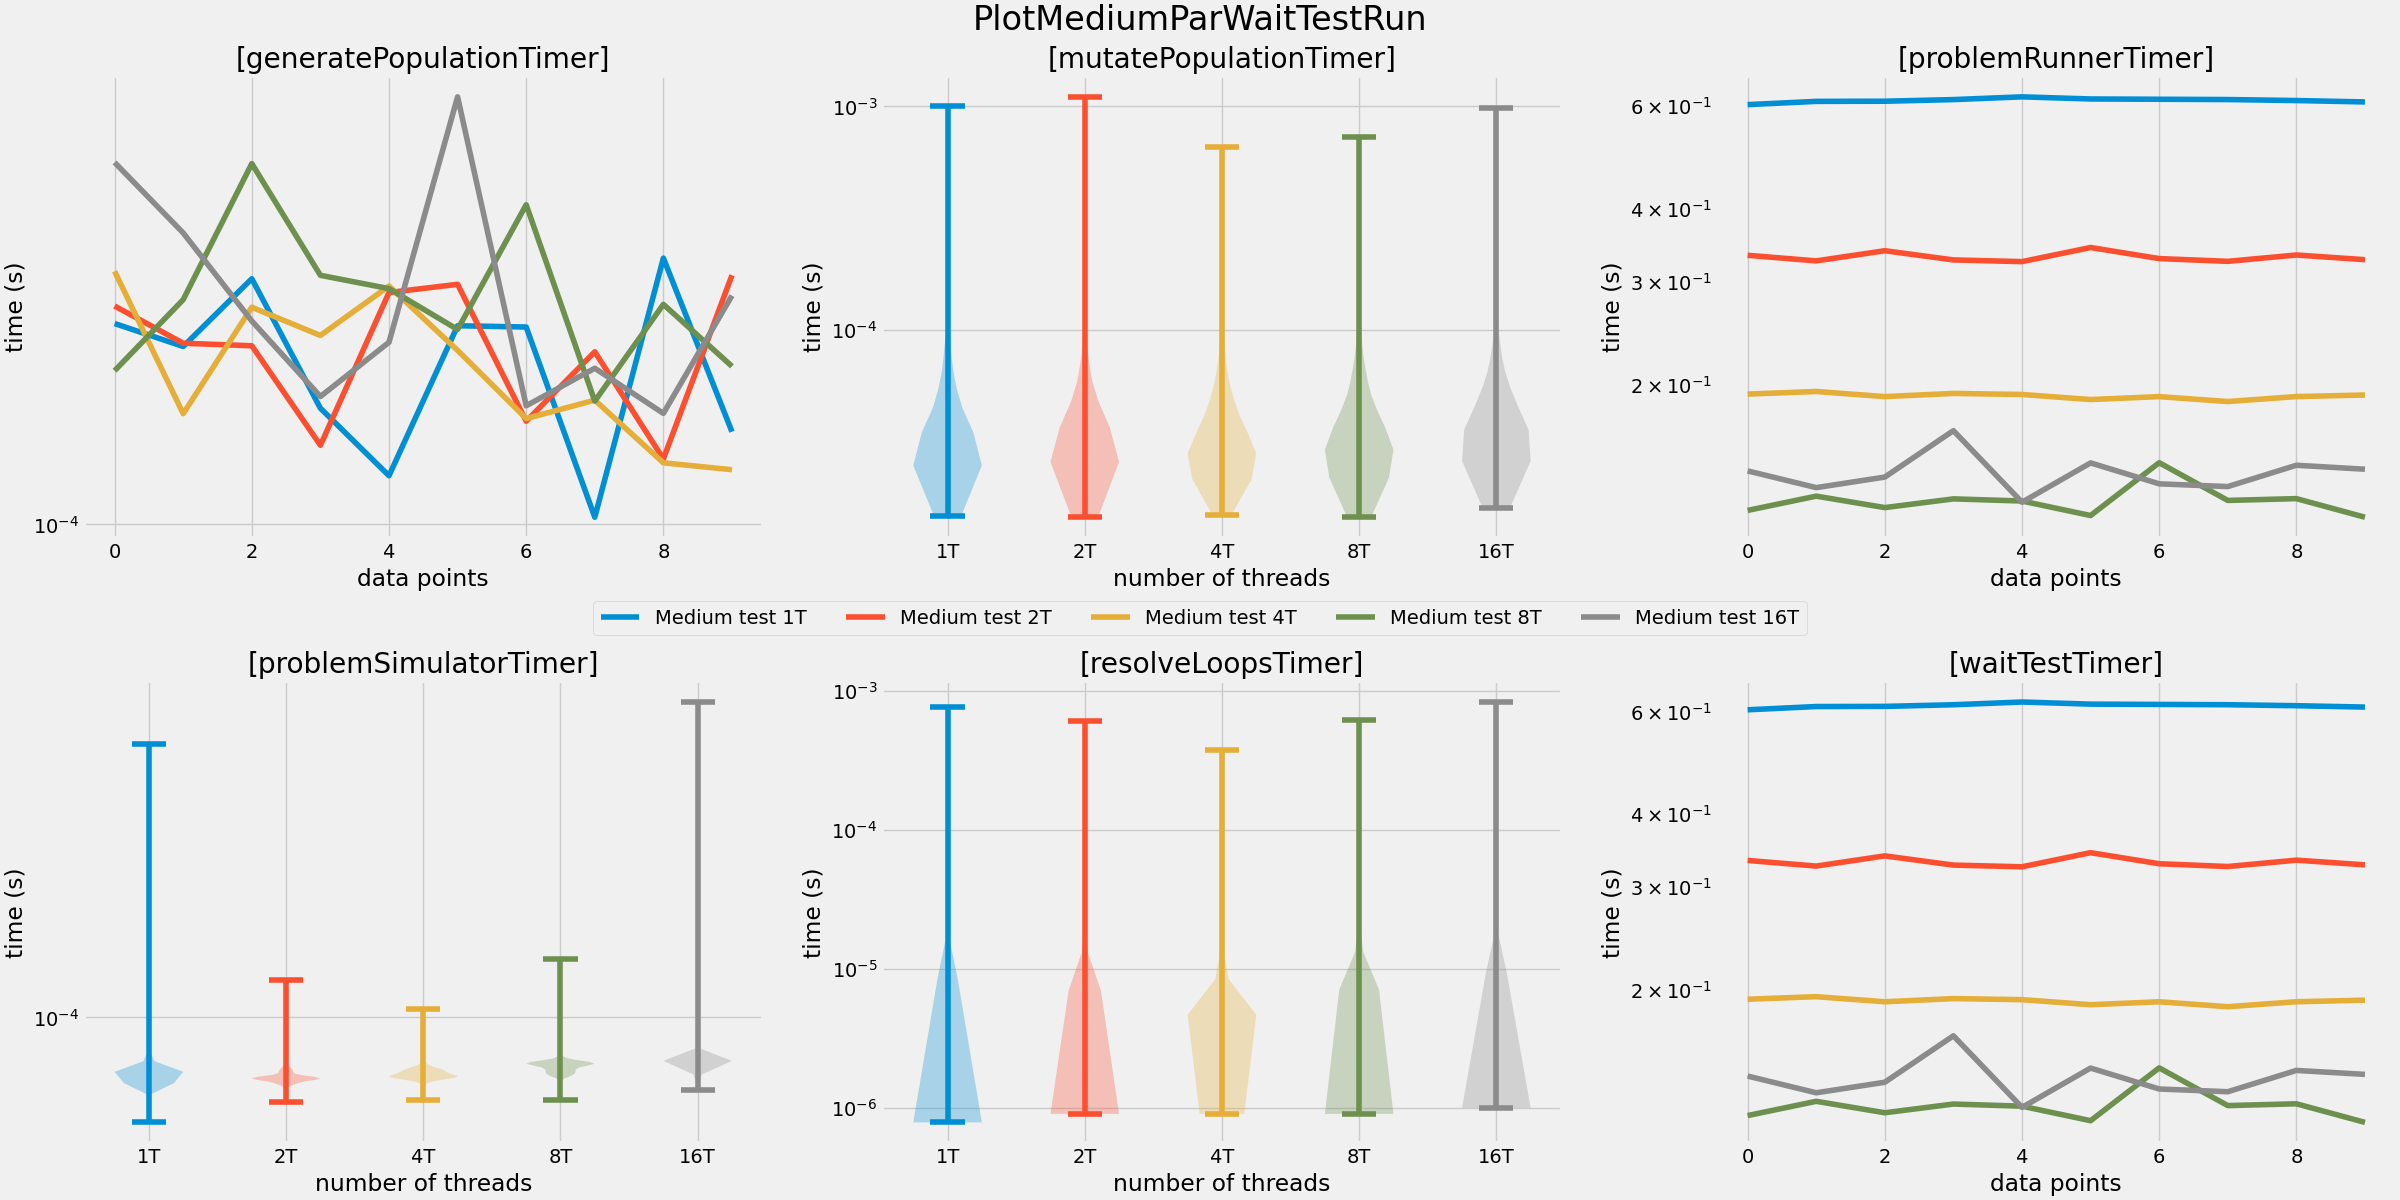 PlotMediumParWaitTestRun
[generatePopulationTimer]
time (s)
10⁻⁴
0 2 4 6 8
data points
[mutatePopulationTimer]
time (s)
10⁻³
10⁻⁴
1T 2T 4T 8T 16T
number of threads
[problemRunnerTimer]
time (s)
6 × 10⁻¹
4 × 10⁻¹
3 × 10⁻¹
2 × 10⁻¹
0 2 4 6 8
data points
Medium test 1T Medium test 2T Medium test 4T Medium test 8T Medium test 16T
[problemSimulatorTimer]
time (s)
10⁻⁴
1T 2T 4T 8T 16T
number of threads
[resolveLoopsTimer]
time (s)
10⁻³
10⁻⁴
10⁻⁵
10⁻⁶
1T 2T 4T 8T 16T
number of threads
[waitTestTimer]
time (s)
6 × 10⁻¹
4 × 10⁻¹
3 × 10⁻¹
2 × 10⁻¹
0 2 4 6 8
data points